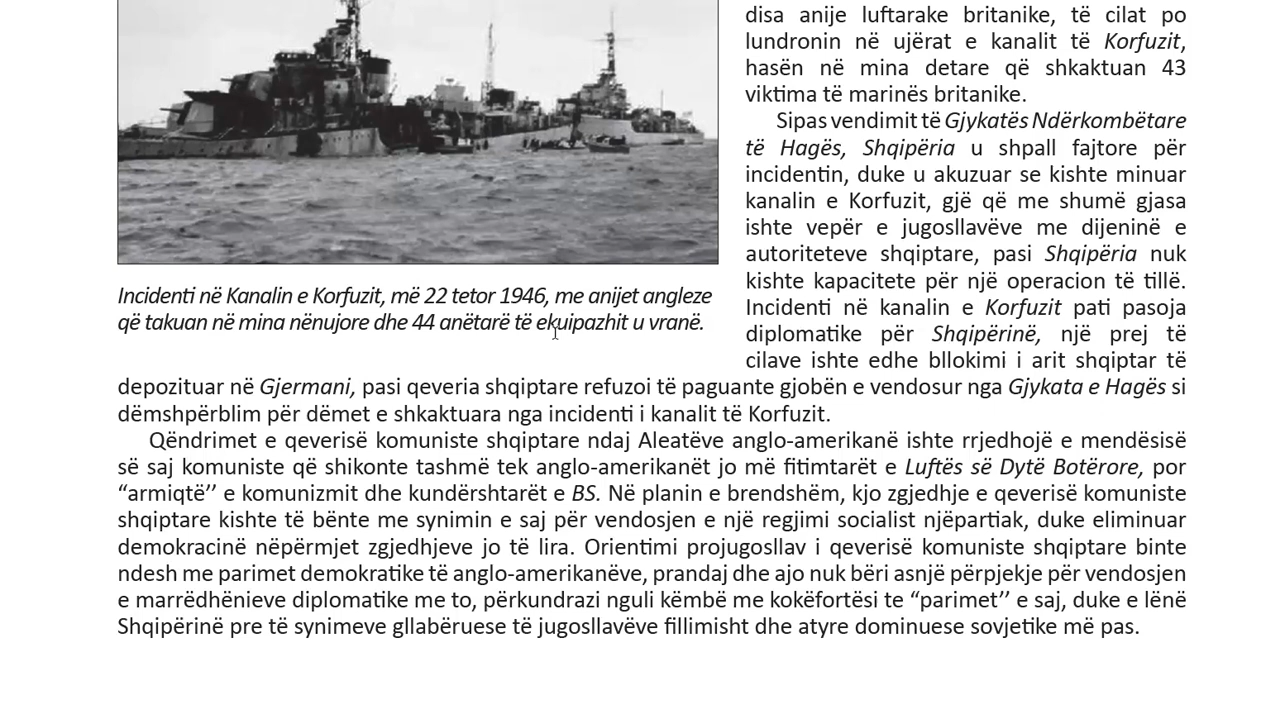 disa anije luftarake britanike, të cilat po
lundronin në ujërat e kanalit të Korfuzit,
hasën në mina detare që shkaktuan 43
viktima të marinës britanike.
Sipas vendimit të Gjykatës Ndërkombëtare
të Hagës, Shqipëria u shpall fajtore për
incidentin, duke u akuzuar se kishte minuar
kanalin e Korfuzit, gjë që me shumë gjasa
ishte vepër e jugosllavëve me dijeninë e
autoriteteve shqiptare, pasi Shqipëria nuk
kishte kapacitete për një operacion të tillë.
Incidenti në kanalin e Korfuzit pati pasoja
diplomatike për Shqipërinë, një prej të
cilave ishte edhe bllokimi i arit shqiptar të
Incidenti në Kanalin e Korfuzit, më 22 tetor 1946, me anijet angleze
që takuan në mina nënujore dhe 44 anëtarë të ekuipazhit u vranë.
depozituar në Gjermani, pasi qeveria shqiptare refuzoi të paguante gjobën e vendosur nga Gjykata e Hagës si
dëmshpërblim për dëmet e shkaktuara nga incidenti i kanalit të Korfuzit.
Qëndrimet e qeverisë komuniste shqiptare ndaj Aleatëve anglo-amerikanë ishte rrjedhojë e mendësisë
së saj komuniste që shikonte tashmë tek anglo-amerikanët jo më fitimtarët e Luftës së Dytë Botërore, por
“armiqtë’’ e komunizmit dhe kundërshtarët e BS. Në planin e brendshëm, kjo zgjedhje e qeverisë komuniste
shqiptare kishte të bënte me synimin e saj për vendosjen e një regjimi socialist njëpartiak, duke eliminuar
demokracinë nëpërmjet zgjedhjeve jo të lira. Orientimi projugosllav i qeverisë komuniste shqiptare binte
ndesh me parimet demokratike të anglo-amerikanëve, prandaj dhe ajo nuk bëri asnjë përpjekje për vendosjen
e marrëdhënieve diplomatike me to, përkundrazi nguli këmbë me kokëfortësi te “parimet’’ e saj, duke e lënë
Shqipërinë pre të synimeve gllabëruese të jugosllavëve fillimisht dhe atyre dominuese sovjetike më pas.